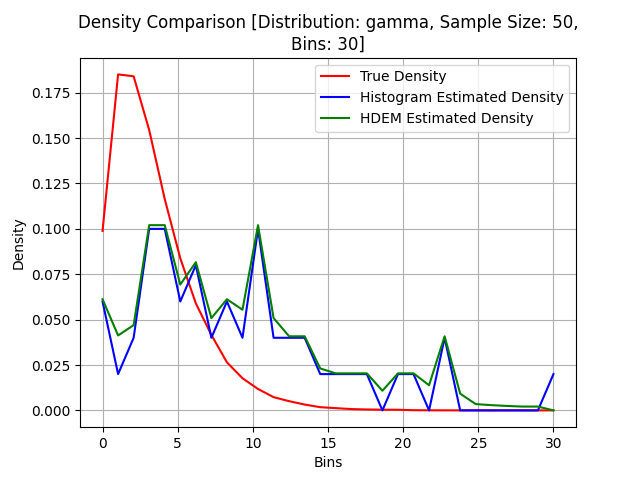 Density Comparison [Distribution: gamma, Sample Size: 50,
Bins: 30]
True Density
Histogram Estimated Density
HDEM Estimated Density
Density
0.175
0.150
0.125
0.100
0.075
0.050
0.025
0.000
0 5 10 15 20 25 30
Bins